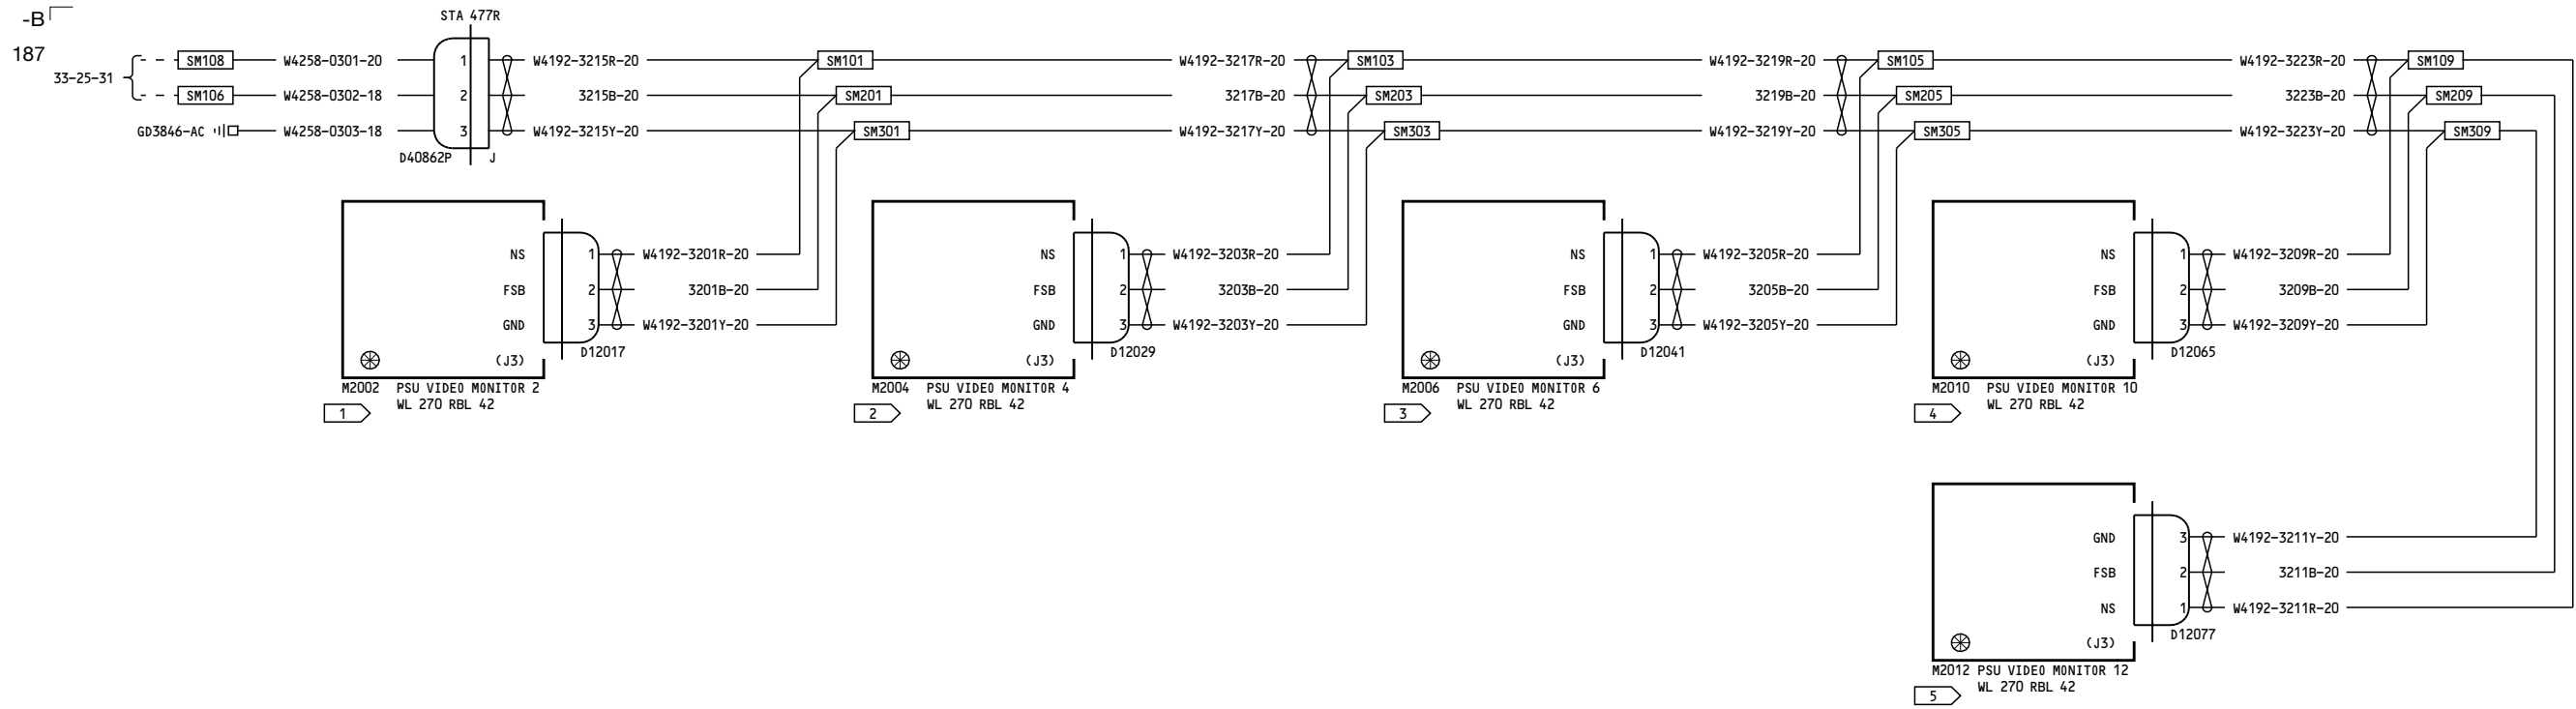 -B
187
STA 477R
33-25-31
SM108 W4258-0301-20 1 W4192-3215R-20 SM101 W4192-3217R-20 SM103 W4192-3219R-20 SM105 W4192-3223R-20 SM109
SM106 W4258-0302-18 2 3215B-20 SM201 3217B-20 SM203 3219B-20 SM205 3223B-20 SM209
GD3846-AC W4258-0303-18 3 W4192-3215Y-20 SM301 W4192-3217Y-20 SM303 W4192-3219Y-20 SM305 W4192-3223Y-20 SM309
D40862P J
NS 1 W4192-3201R-20 NS 1 W4192-3203R-20 NS 1 W4192-3205R-20 NS 1 W4192-3209R-20
FSB 2 3201B-20 FSB 2 3203B-20 FSB 2 3205B-20 FSB 2 3209B-20
GND 3 W4192-3201Y-20 GND 3 W4192-3203Y-20 GND 3 W4192-3205Y-20 GND 3 W4192-3209Y-20
(J3) D12017 (J3) D12029 (J3) D12041 (J3) D12065
M2002 PSU VIDEO MONITOR 2 M2004 PSU VIDEO MONITOR 4 M2006 PSU VIDEO MONITOR 6 M2010 PSU VIDEO MONITOR 10
1 WL 270 RBL 42 2 WL 270 RBL 42 3 WL 270 RBL 42 4 WL 270 RBL 42
GND 3 W4192-3211Y-20
FSB 2 3211B-20
NS 1 W4192-3211R-20
(J3) D12077
M2012 PSU VIDEO MONITOR 12
5 WL 270 RBL 42